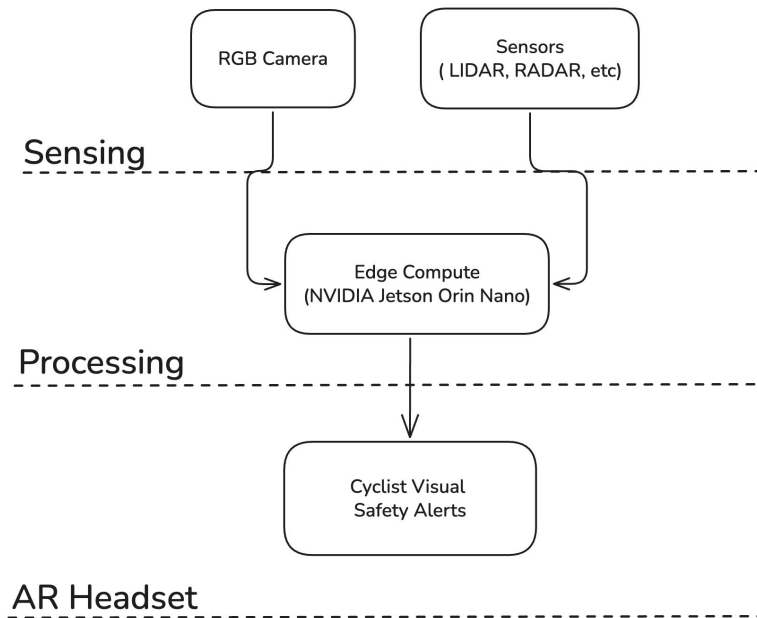 RGB Camera
Sensors
( LIDAR, RADAR, etc)
Sensing
Edge Compute
(NVIDIA Jetson Orin Nano)
Processing
Cyclist Visual
Safety Alerts
AR Headset